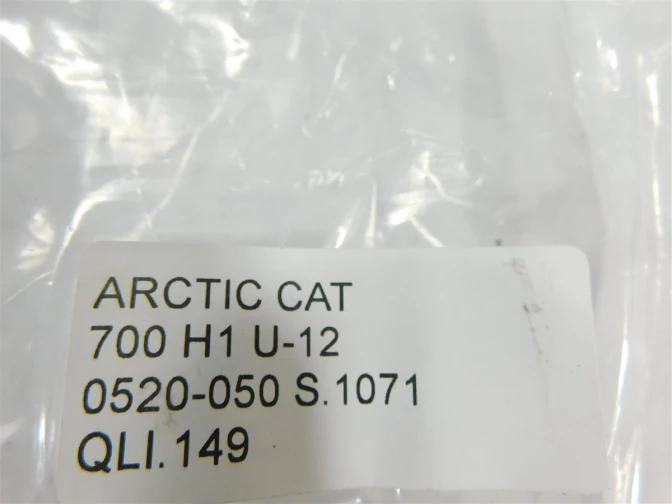 ARCTIC CAT
700 H1 U-12
0520-050 S.1071
QLI.149